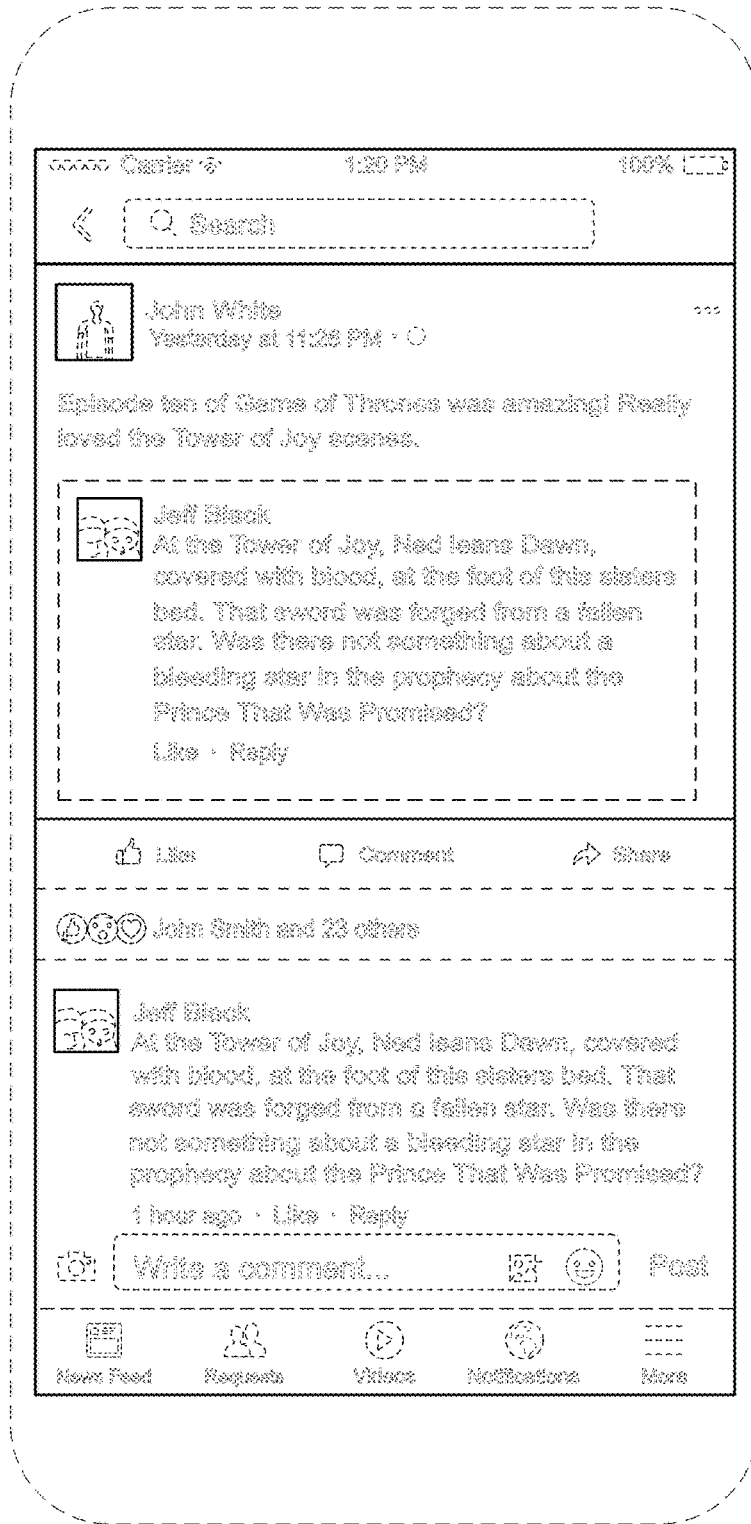 Carrier 1:20 PM 100%
Search
John White
Yesterday at 11:26 PM ·
Episode ten of Game of Thrones was amazing! Really
loved the Tower of Joy scenes.
Jeff Black
At the Tower of Joy, Ned leans Dawn,
covered with blood, at the foot of this sisters
bed. That sword was forged from a fallen
star. Was there not something about a
bleeding star in the prophecy about the
Prince That Was Promised?
Like · Reply
Like Comment Share
John Smith and 23 others
Jeff Black
At the Tower of Joy, Ned leans Dawn, covered
with blood, at the foot of this sisters bed. That
sword was forged from a fallen star. Was there
not something about a bleeding star in the
prophecy about the Prince That Was Promised?
1 hour ago · Like · Reply
Write a comment... Post
News Feed Requests Videos Notifications More